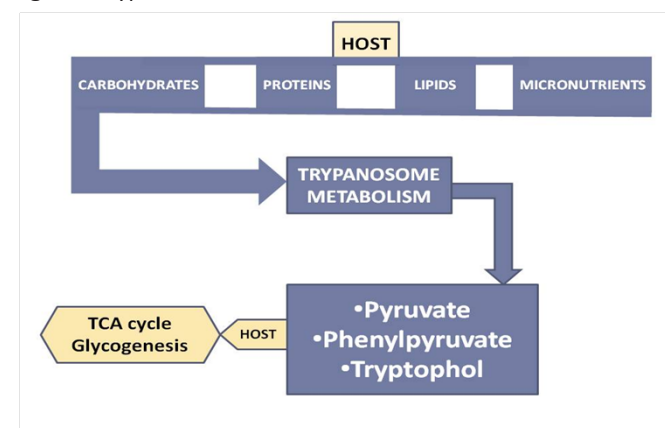 HOST
CARBOHYDRATES PROTEINS LIPIDS MICRONUTRIENTS
TRYPANOSOME
METABOLISM
•Pyruvate
•Phenylpyruvate
•Tryptophol
HOST
TCA cycle
Glycogenesis